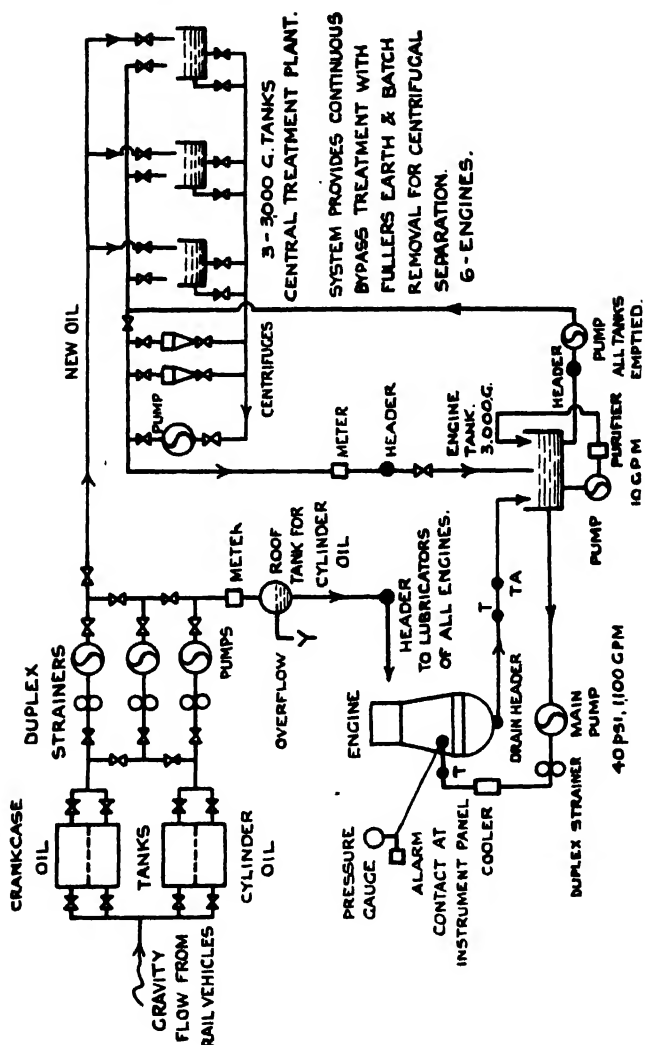 CRANKCASE
OIL
TANKS
CYLINDER
OIL
GRAVITY
FLOW FROM
RAIL VEHICLES
DUPLEX
STRAINERS
PUMPS
NEW OIL
METER
ROOF
TANK FOR
CYLINDER
OIL
OVERFLOW
HEADER
TO LUBRICATORS
OF ALL ENGINES.
PUMP
CENTRIFUGES
3-3,000 G. TANKS
CENTRAL TREATMENT PLANT.
SYSTEM PROVIDES CONTINUOUS
BYPASS TREATMENT WITH
FULLERS EARTH & BATCH
REMOVAL FOR CENTRIFUGAL
SEPARATION.
6-ENGINES.
METER
HEADER
ENGINE
TANK.
3,000.G.
HEADER
PUMP
ALL TANKS
EMPTIED.
PURIFIER
10 GPM
PUMP
T
TA
DRAIN HEADER
ENGINE
T
PRESSURE
GAUGE
ALARM
CONTACT AT
INSTRUMENT PANEL
COOLER
DUPLEX STRAINER
MAIN
PUMP
40 PSI, 1,100 GPM